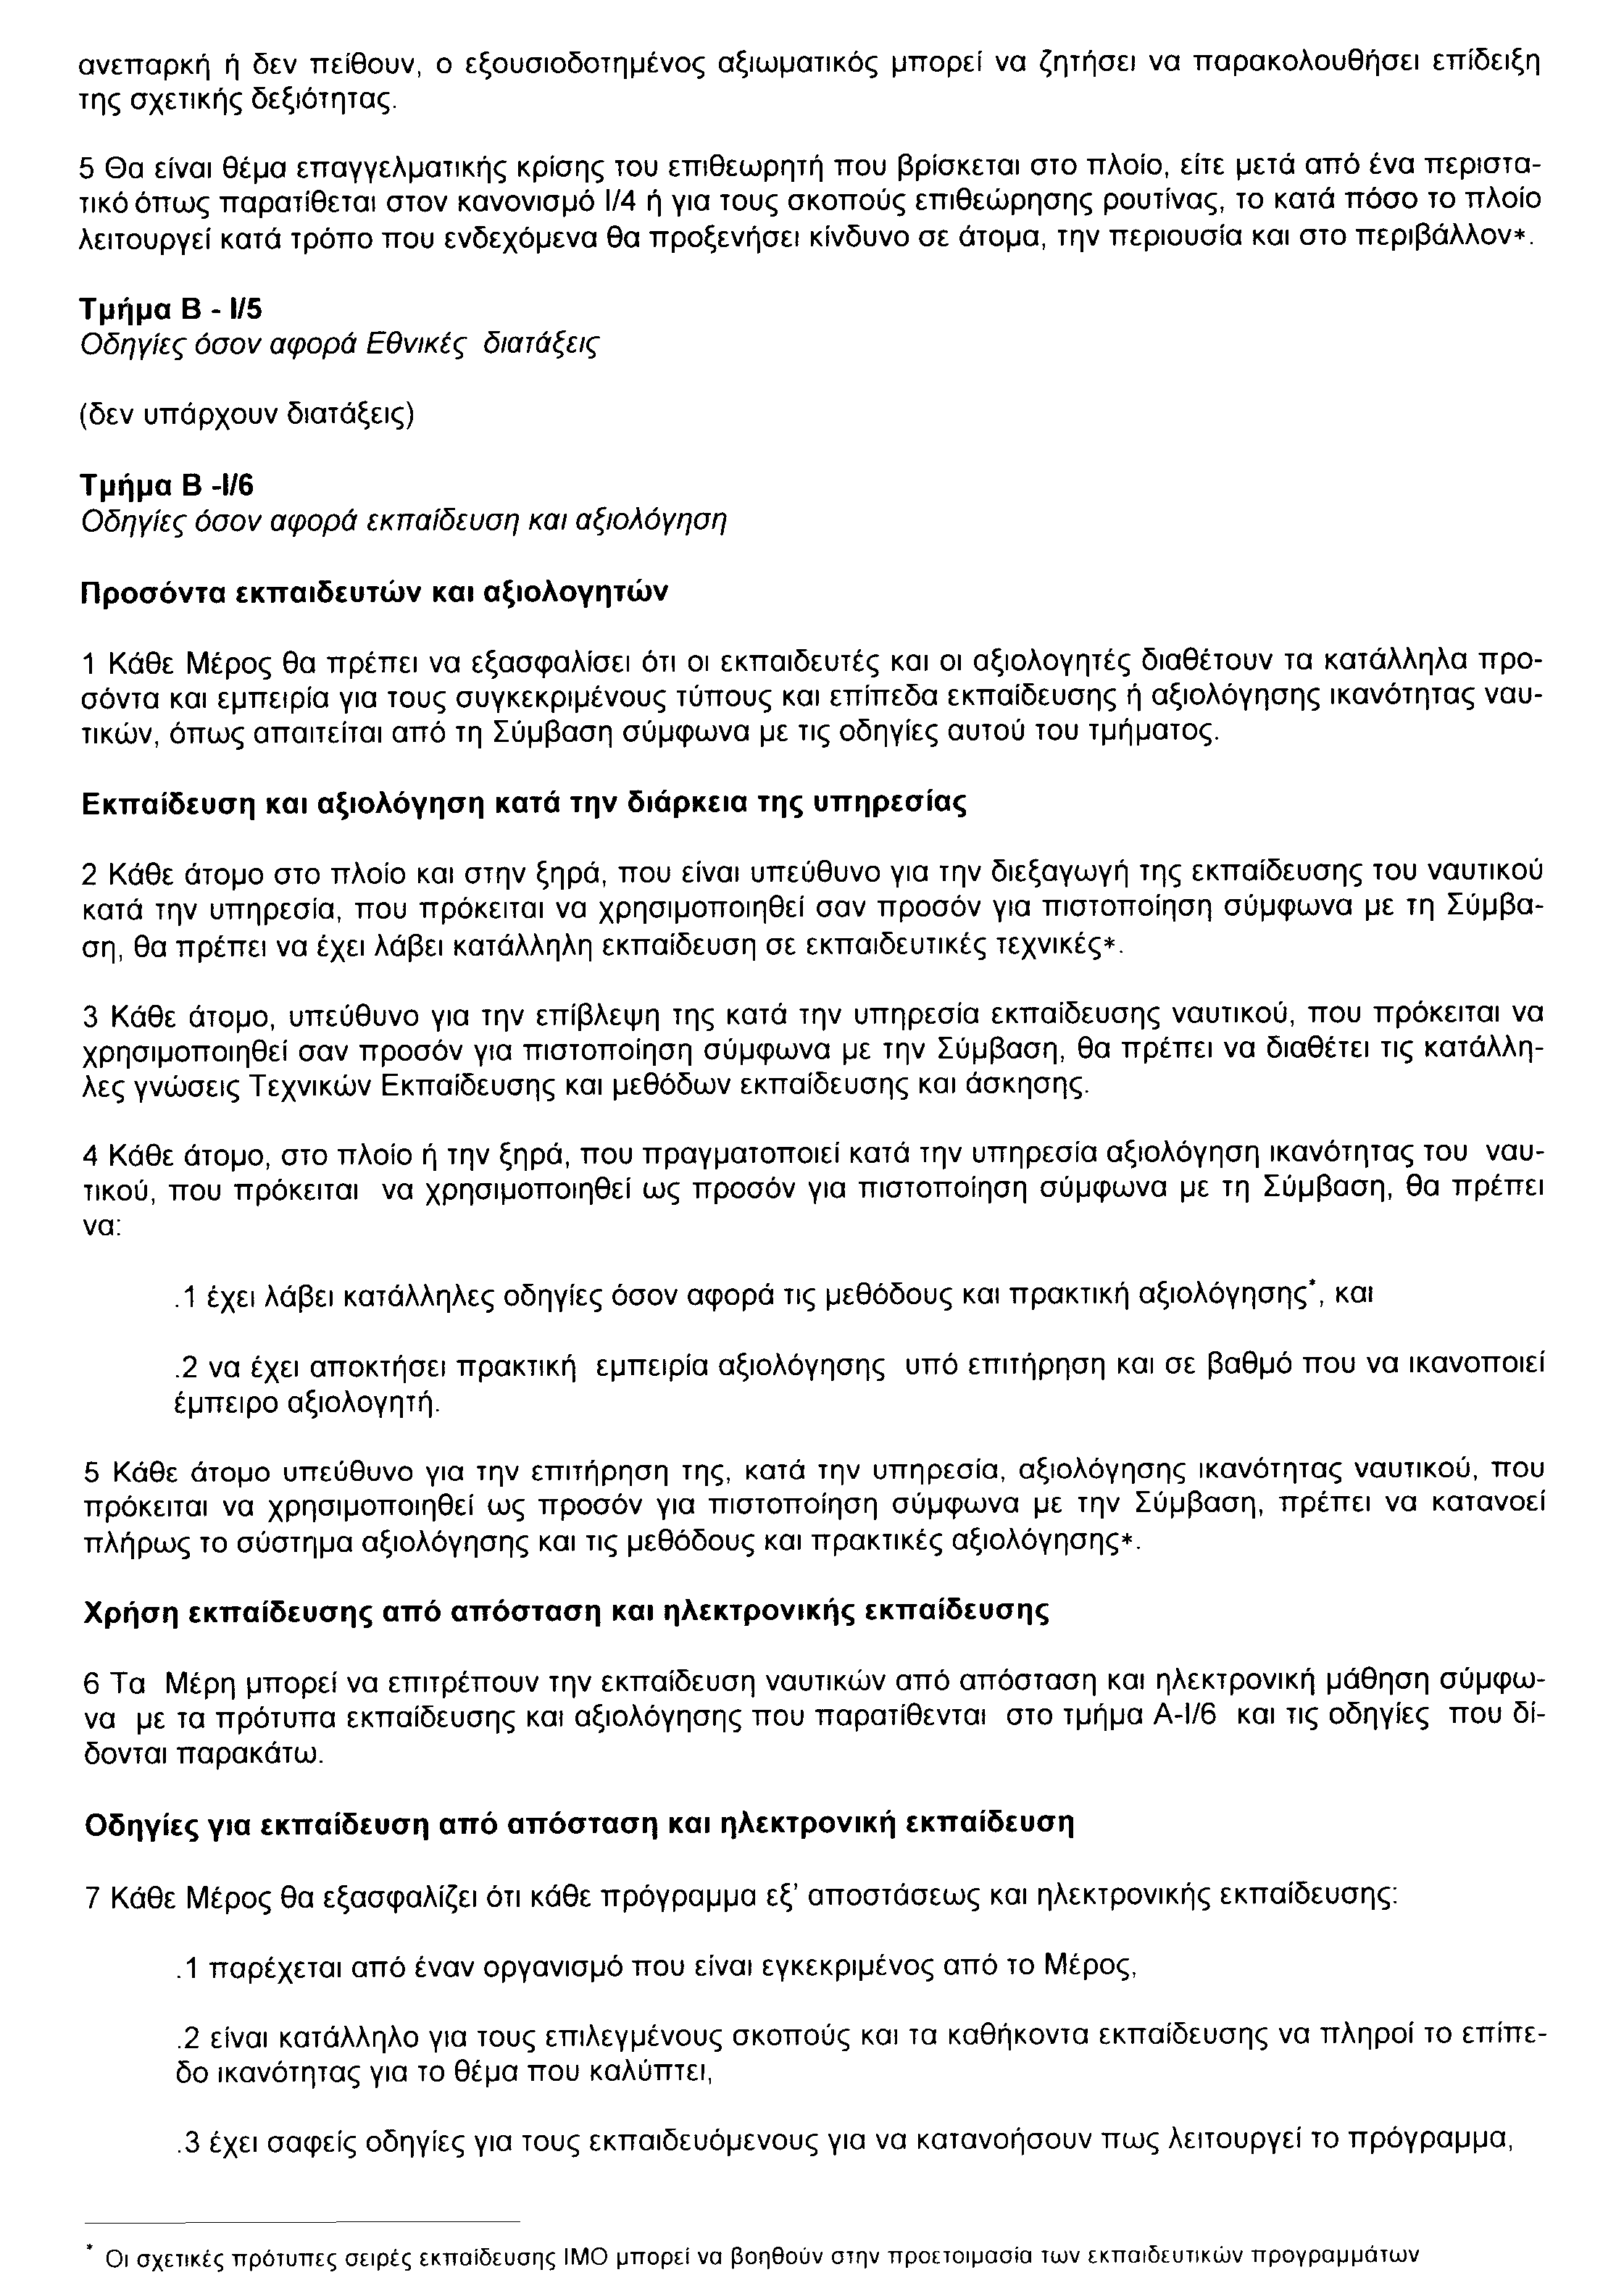 ανεπαρκή ή δεν πείθουν, ο εξουσιοδοτημένος αξιωματικός μπορεί να ζητήσει να παρακολουθήσει επίδειξη
της σχετικής δεξιότητας.
5 Θα είναι θέμα επαγγελματικής κρίσης του επιθεωρητή που βρίσκεται στο πλοίο, είτε μετά από ένα περιστα-
τικό όπως παρατίθεται στον κανονισμό Ι/4 ή για τους σκοπούς επιθεώρησης ρουτίνας, το κατά πόσο το πλοίο
λειτουργεί κατά τρόπο που ενδεχόμενα θα προξενήσει κίνδυνο σε άτομα, την περιουσία και στο περιβάλλον*.
Τμήμα Β - Ι/5
Οδηγίες όσον αφορά Εθνικές διατάξεις
(δεν υπάρχουν διατάξεις)
Τμήμα Β -Ι/6
Οδηγίες όσον αφορά εκπαίδευση και αξιολόγηση
Προσόντα εκπαιδευτών και αξιολογητών
1 Κάθε Μέρος θα πρέπει να εξασφαλίσει ότι οι εκπαιδευτές και οι αξιολογητές διαθέτουν τα κατάλληλα προ-
σόντα και εμπειρία για τους συγκεκριμένους τύπους και επίπεδα εκπαίδευσης ή αξιολόγησης ικανότητας ναυ-
τικών, όπως απαιτείται από τη Σύμβαση σύμφωνα με τις οδηγίες αυτού του τμήματος.
Εκπαίδευση και αξιολόγηση κατά την διάρκεια της υπηρεσίας
2 Κάθε άτομο στο πλοίο και στην ξηρά, που είναι υπεύθυνο για την διεξαγωγή της εκπαίδευσης του ναυτικού
κατά την υπηρεσία, που πρόκειται να χρησιμοποιηθεί σαν προσόν για πιστοποίηση σύμφωνα με τη Σύμβα-
ση, θα πρέπει να έχει λάβει κατάλληλη εκπαίδευση σε εκπαιδευτικές τεχνικές*.
3 Κάθε άτομο, υπεύθυνο για την επίβλεψη της κατά την υπηρεσία εκπαίδευσης ναυτικού, που πρόκειται να
χρησιμοποιηθεί σαν προσόν για πιστοποίηση σύμφωνα με την Σύμβαση, θα πρέπει να διαθέτει τις κατάλλη-
λες γνώσεις Τεχνικών Εκπαίδευσης και μεθόδων εκπαίδευσης και άσκησης.
4 Κάθε άτομο, στο πλοίο ή την ξηρά, που πραγματοποιεί κατά την υπηρεσία αξιολόγηση ικανότητας του ναυ-
τικού, που πρόκειται να χρησιμοποιηθεί ως προσόν για πιστοποίηση σύμφωνα με τη Σύμβαση, θα πρέπει
να:
.1 έχει λάβει κατάλληλες οδηγίες όσον αφορά τις μεθόδους και πρακτική αξιολόγησης*, και
.2 να έχει αποκτήσει πρακτική εμπειρία αξιολόγησης υπό επιτήρηση και σε βαθμό που να ικανοποιεί
έμπειρο αξιολογητή.
5 Κάθε άτομο υπεύθυνο για την επιτήρηση της, κατά την υπηρεσία, αξιολόγησης ικανότητας ναυτικού, που
πρόκειται να χρησιμοποιηθεί ως προσόν για πιστοποίηση σύμφωνα με την Σύμβαση, πρέπει να κατανοεί
πλήρως το σύστημα αξιολόγησης και τις μεθόδους και πρακτικές αξιολόγησης*.
Χρήση εκπαίδευσης από απόσταση και ηλεκτρονικής εκπαίδευσης
6 Τα Μέρη μπορεί να επιτρέπουν την εκπαίδευση ναυτικών από απόσταση και ηλεκτρονική μάθηση σύμφω-
να με τα πρότυπα εκπαίδευσης και αξιολόγησης που παρατίθενται στο τμήμα Α-Ι/6 και τις οδηγίες που δί-
δονται παρακάτω.
Οδηγίες για εκπαίδευση από απόσταση και ηλεκτρονική εκπαίδευση
7 Κάθε Μέρος θα εξασφαλίζει ότι κάθε πρόγραμμα εξ’ αποστάσεως και ηλεκτρονικής εκπαίδευσης:
.1 παρέχεται από έναν οργανισμό που είναι εγκεκριμένος από το Μέρος,
.2 είναι κατάλληλο για τους επιλεγμένους σκοπούς και τα καθήκοντα εκπαίδευσης να πληροί το επίπε-
δο ικανότητας για το θέμα που καλύπτει,
.3 έχει σαφείς οδηγίες για τους εκπαιδευόμενους για να κατανοήσουν πως λειτουργεί το πρόγραμμα,
* Οι σχετικές πρότυπες σειρές εκπαίδευσης ΙΜΟ μπορεί να βοηθούν στην προετοιμασία των εκπαιδευτικών προγραμμάτων